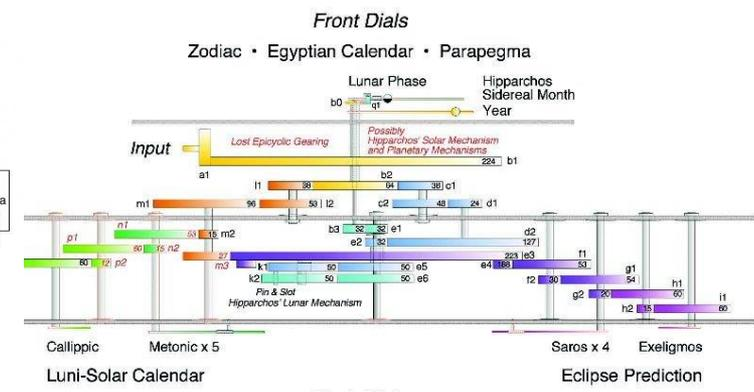 Front Dials
Zodiac • Egyptian Calendar • Parapegma
Lunar Phase
Hipparchos
Sidereal Month
b0
q1
Year
Input
Lost Epicyclic Gearing
Possibly
Hipparchos' Solar Mechanism
and Planetary Mechanisms
224 b1
a1
b2
l1 38 64 38 c1
m1 96 53 l2 c2 48 24 d1
a
n1 53 15 m2 b3 32 32 e1 d2
p1 60 15 n2 e2 32 127
27 223 e3 f1
60 12 p2 m3 k1 50 50 e5 e4 188 53 g1
k2 50 50 e6 f2 30 54 h1
Pin & Slot
Hipparchos' Lunar Mechanism
g2 20 60 i1
h2 15 60
Callippic Metonic x 5 Saros x 4 Exeligmos
Luni-Solar Calendar Eclipse Prediction